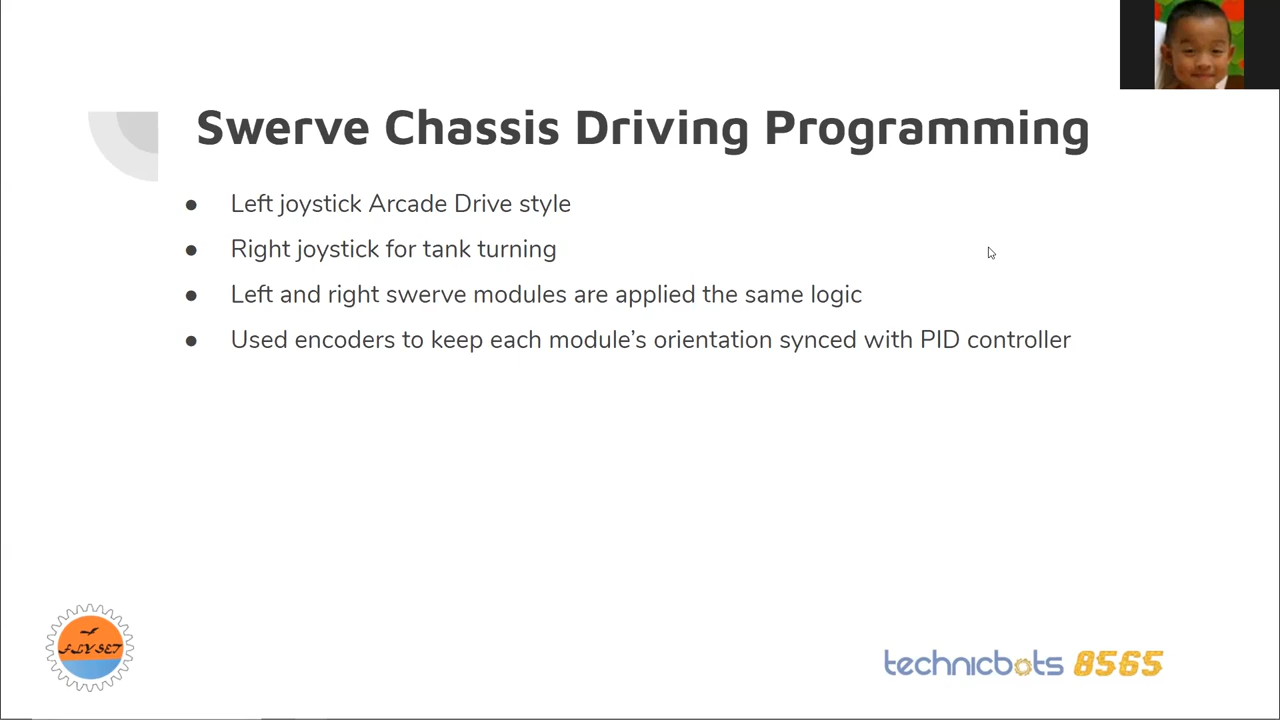 Swerve Chassis Driving Programming
● Left joystick Arcade Drive style
● Right joystick for tank turning
● Left and right swerve modules are applied the same logic
● Used encoders to keep each module’s orientation synced with PID controller
FLYSET
technicbots 8565